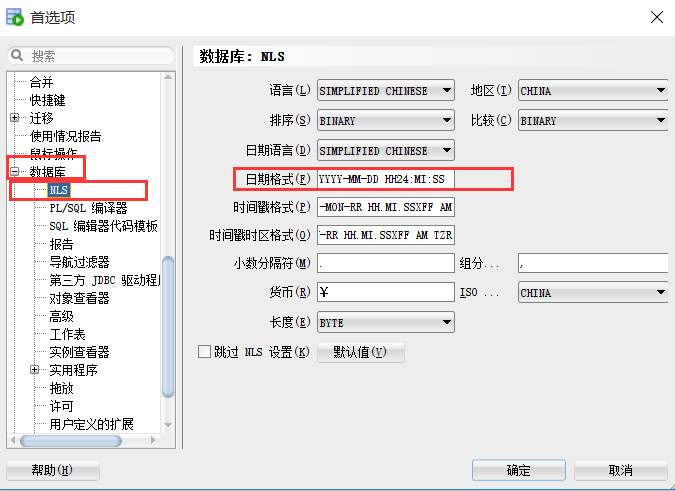 首选项
搜索
合并
快捷键
迁移
使用情况报告
鼠标操作
数据库
NLS
PL/SQL 编译器
SQL 编辑器代码模板
报告
导航过滤器
第三方 JDBC 驱动程
对象查看器
高级
工作表
实例查看器
实用程序
拖放
许可
用户定义的扩展
数据库: NLS
语言(L) SIMPLIFIED CHINESE 地区(T) CHINA
排序(S) BINARY 比较(C) BINARY
日期语言(D) SIMPLIFIED CHINESE
日期格式(F) YYYY-MM-DD HH24:MI:SS
时间戳格式(P) -MON-RR HH.MI.SSXFF AM
时间戳时区格式(O) -RR HH.MI.SSXFF AM TZR
小数分隔符(M) . 组分... ,
货币(R) ¥ ISO ... CHINA
长度(E) BYTE
跳过 NLS 设置(K) 默认值(V)
帮助(H) 确定 取消